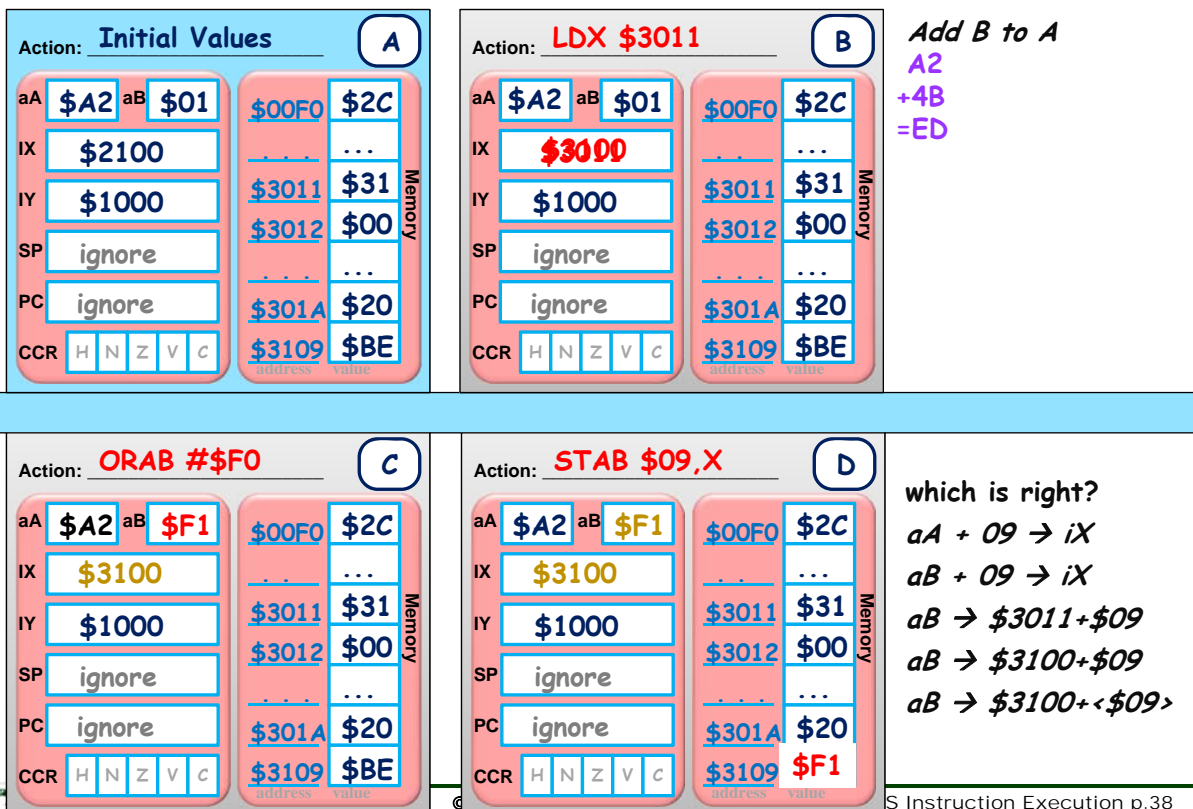 Action: Initial Values A
aA $A2 aB $01
IX $2100
IY $1000
SP ignore
PC ignore
CCR H N Z V C
$00F0 $2C
. . . ...
$3011 $31
$3012 $00
. . . ...
$301A $20
$3109 $BE
address value
Memory
Action: LDX $3011 B
aA $A2 aB $01
IX
IY $1000
SP ignore
PC ignore
CCR H N Z V C
$00F0 $2C
. . ...
$3011 $31
$3012 $00
. . . ...
$301A $20
$3109 $BE
address value
Memory
Add B to A
A2
+4B
=ED
Action: ORAB #$F0 C
aA $A2 aB $F1
IX $3100
IY $1000
SP ignore
PC ignore
CCR H N Z V C
$00F0 $2C
. . ...
$3011 $31
$3012 $00
. . . ...
$301A $20
$3109 $BE
address value
Memory
Action: STAB $09,X D
aA $A2 aB $F1
IX $3100
IY $1000
SP ignore
PC ignore
CCR H N Z V C
$00F0 $2C
. . ...
$3011 $31
$3012 $00
. . . ...
$301A $20
$3109 $F1
address value
Memory
which is right?
aA + 09 → iX
aB + 09 → iX
aB → $3011+$09
aB → $3100+$09
aB → $3100+<$09>
©
S Instruction Execution p.38